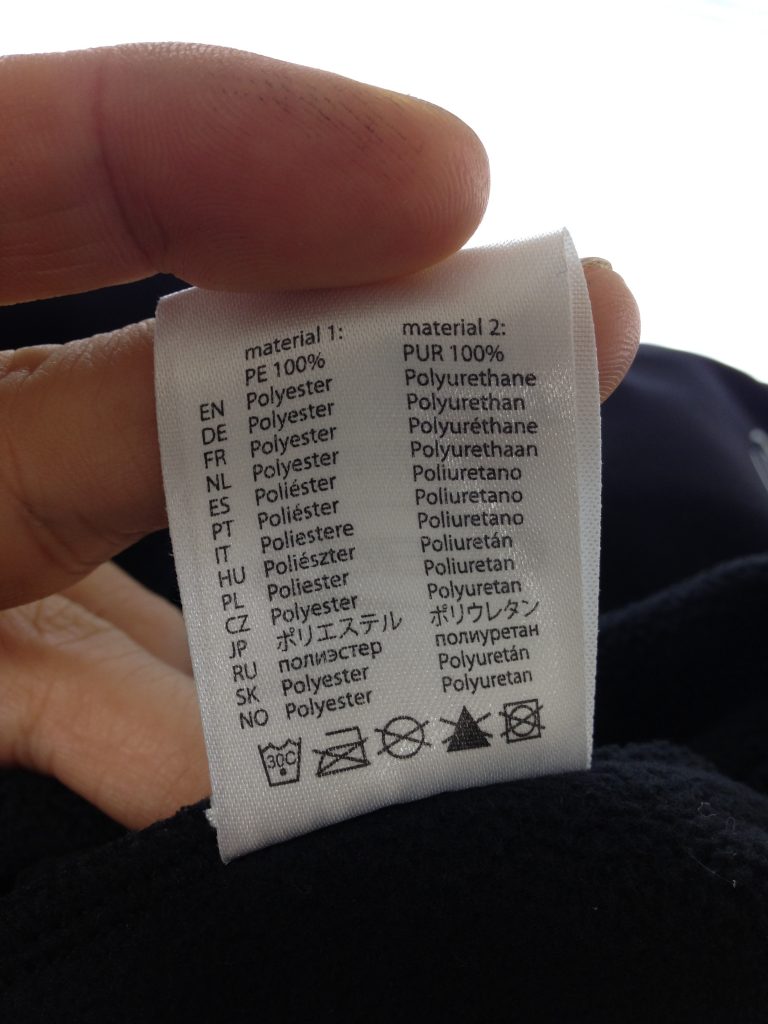 material 1: material 2:
PE 100% PUR 100%
EN Polyester Polyurethane
DE Polyester Polyurethan
FR Polyester Polyuréthane
NL Polyester Polyurethaan
ES Poliéster Poliuretano
PT Poliéster Poliuretano
IT Poliestere Poliuretano
HU Poliészter Poliuretán
PL Poliester Poliuretan
CZ Polyester Polyuretan
JP ポリエステル ポリウレタン
RU полиэстер полиуретан
SK Polyester Polyuretán
NO Polyester Polyuretan
30C